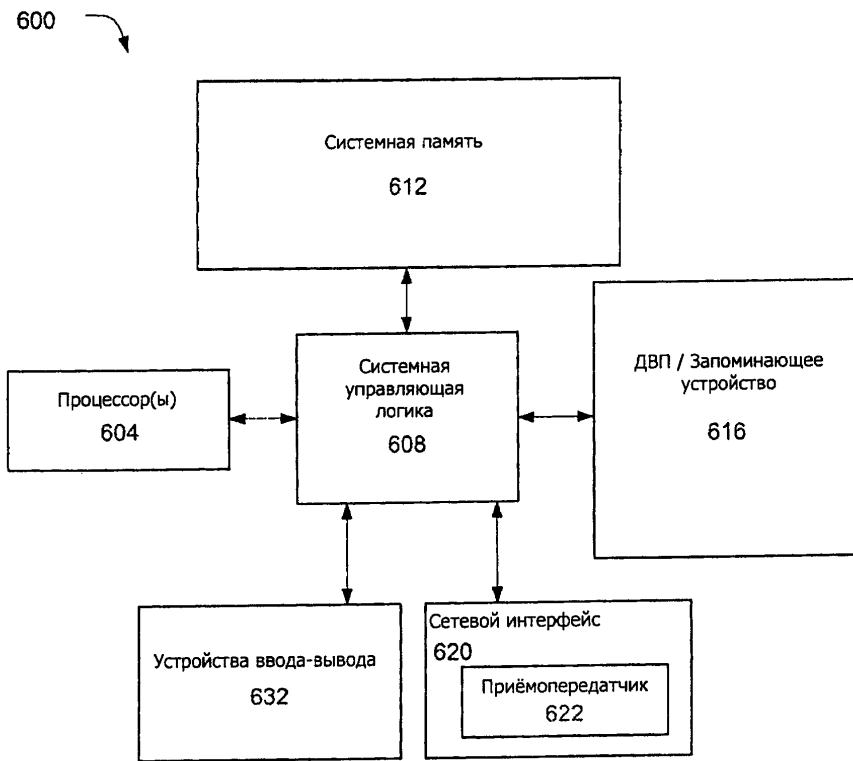 600
Системная память
612
Процессор(ы)
604
Системная
управляющая
логика
608
ДВП / Запоминающее
устройство
616
Устройства ввода-вывода
632
Сетевой интерфейс
620
Приёмопередатчик
622